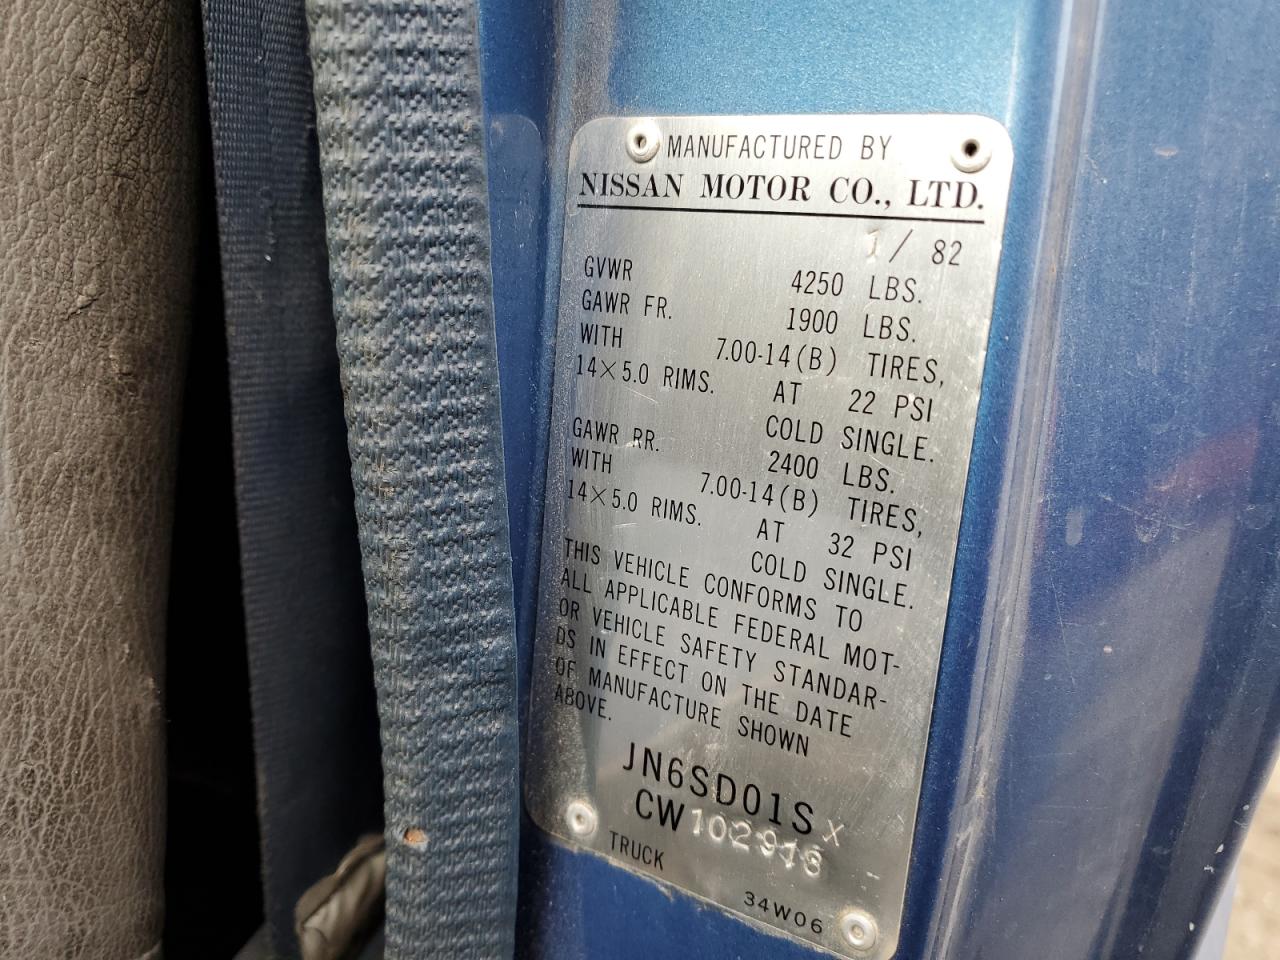 MANUFACTURED BY
NISSAN MOTOR CO., LTD.
1 / 82
GVWR 4250 LBS.
GAWR FR. 1900 LBS.
WITH 7.00-14(B) TIRES,
14×5.0 RIMS. AT 22 PSI
COLD SINGLE.
GAWR RR. 2400 LBS.
WITH 7.00-14(B) TIRES,
14×5.0 RIMS. AT 32 PSI
COLD SINGLE.
THIS VEHICLE CONFORMS TO
ALL APPLICABLE FEDERAL MOT-
OR VEHICLE SAFETY STANDAR-
DS IN EFFECT ON THE DATE
OF MANUFACTURE SHOWN
ABOVE.
JN6SD01SX
CW102918
TRUCK
34W06